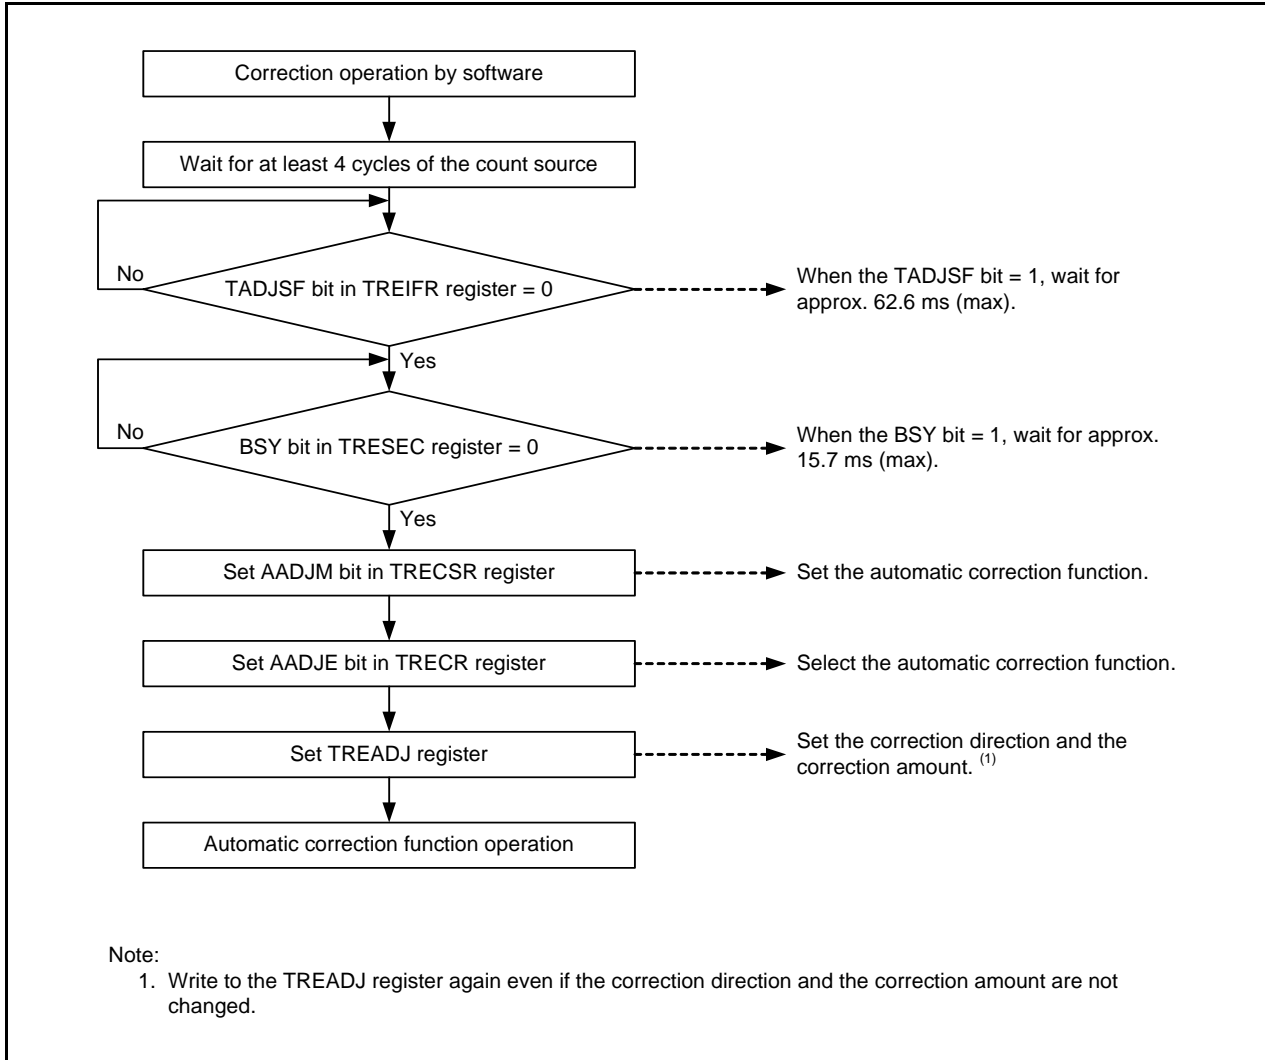 Correction operation by software
Wait for at least 4 cycles of the count source
No
TADJSF bit in TREIFR register = 0
When the TADJSF bit = 1, wait for
approx. 62.6 ms (max).
Yes
No
BSY bit in TRESEC register = 0
When the BSY bit = 1, wait for approx.
15.7 ms (max).
Yes
Set AADJM bit in TRECSR register
Set the automatic correction function.
Set AADJE bit in TRECR register
Select the automatic correction function.
Set TREADJ register
Set the correction direction and the
correction amount. (1)
Automatic correction function operation
Note:
1. Write to the TREADJ register again even if the correction direction and the correction amount are not
changed.